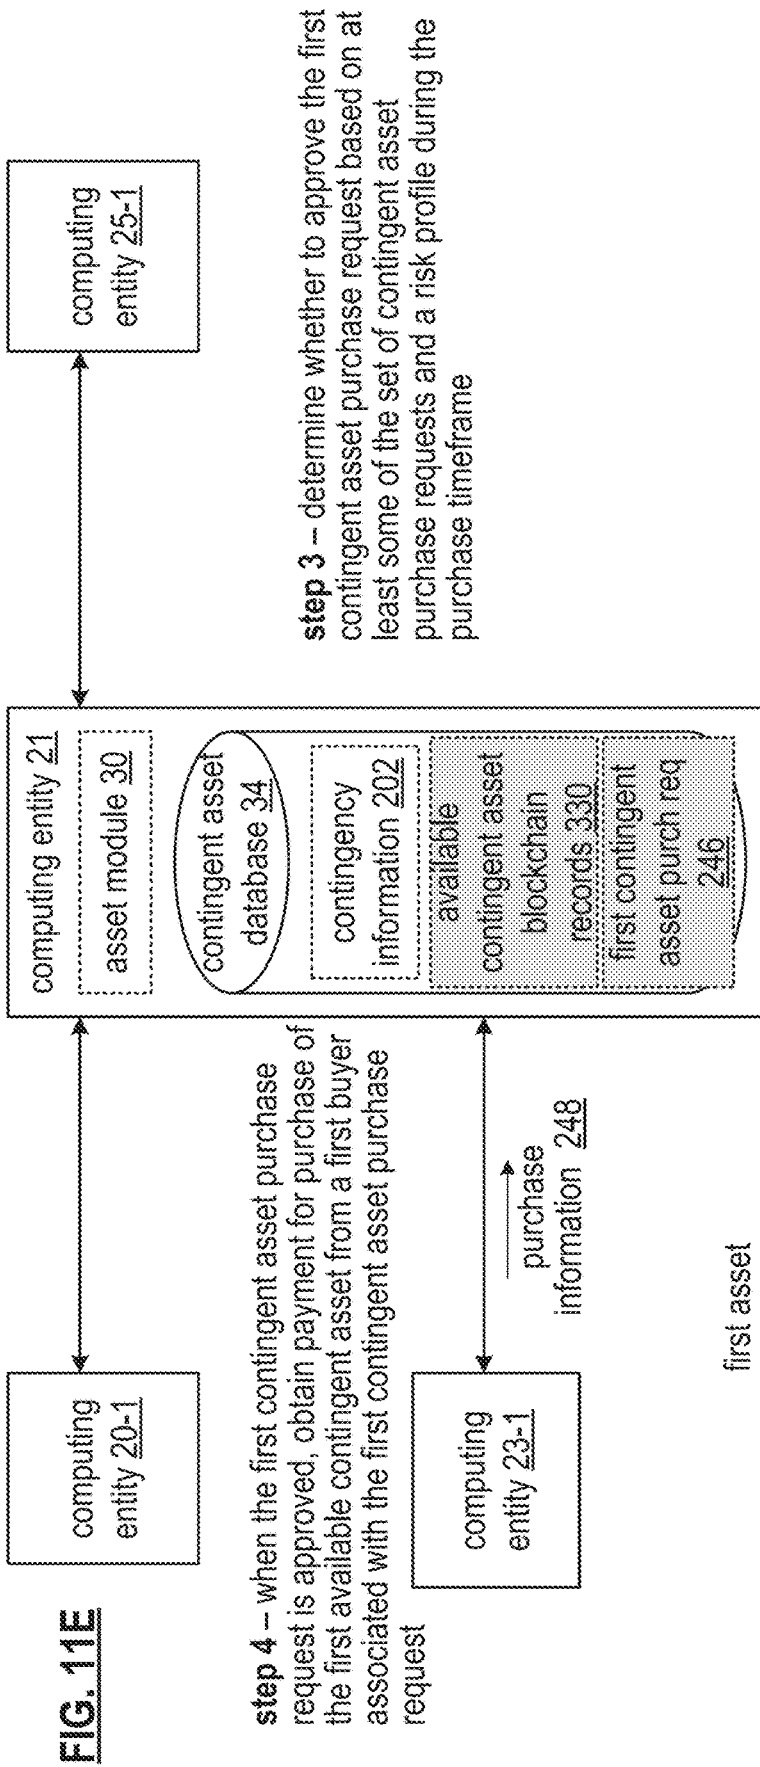 FIG. 11E
computing
entity 20-1
computing entity 21
asset module 30
computing
entity 25-1
step 4 – when the first contingent asset purchase
request is approved, obtain payment for purchase of
the first available contingent asset from a first buyer
associated with the first contingent asset purchase
request
contingent asset
database 34
contingency
information 202
available
contingent asset
blockchain
records 330
first contingent
asset purch req
246
step 3 – determine whether to approve the first
contingent asset purchase request based on at
least some of the set of contingent asset
purchase requests and a risk profile during the
purchase timeframe
computing
entity 23-1
purchase
information 248
first asset